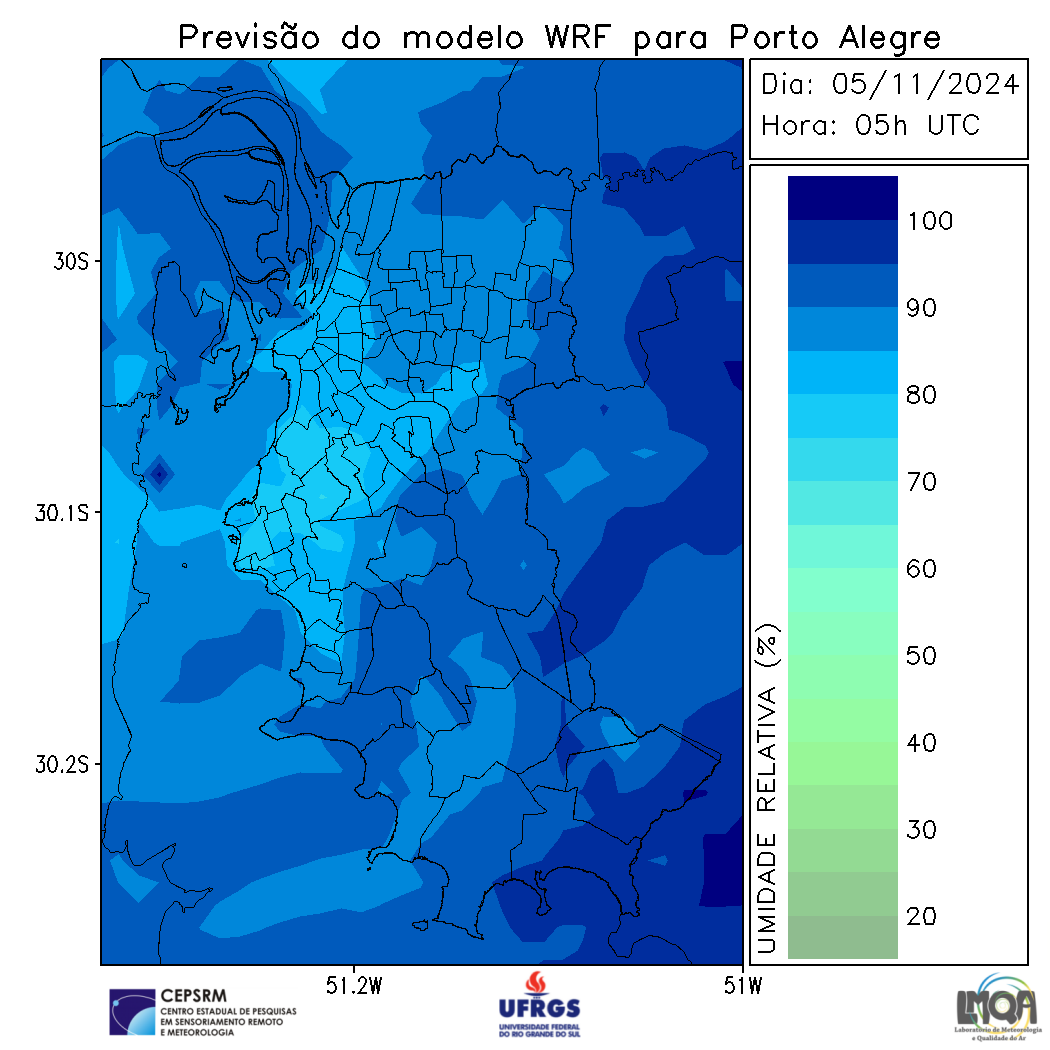 Previsão do modelo WRF para Porto Alegre
Dia: 05/11/2024
Hora: 05h UTC
30S
30.1S
30.2S
51.2W
51W
100
90
80
70
60
50
40
30
20
UMIDADE RELATIVA (%)
CEPSRM
CENTRO ESTADUAL DE PESQUISAS
EM SENSORIAMENTO REMOTO
E METEOROLOGIA
UFRGS
UNIVERSIDADE FEDERAL
DO RIO GRANDE DO SUL
LMQA
Laboratório de Meteorologia
e Qualidade do Ar